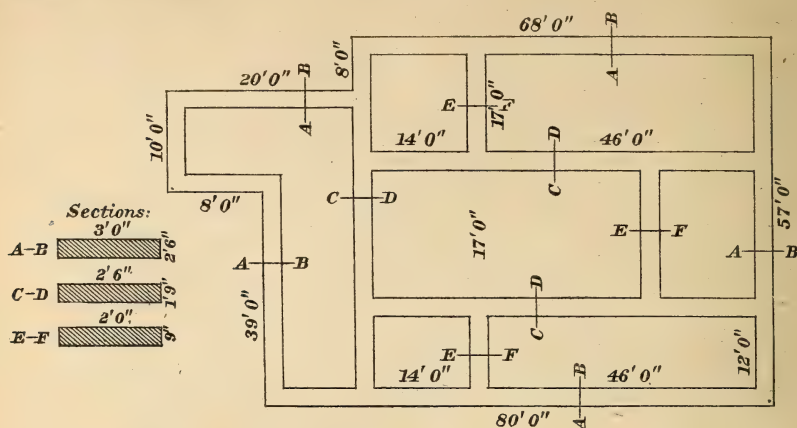 68'0"
B
8'0"
20'0"
B
A
A
E F
17'0"
10'0"
14'0"
D
46'0"
C
C D
8'0"
Sections:
3'0"
A-B
2'6"
2'6"
C-D
1'9"
2'0"
E-F
9"
57'0"
E F
17'0"
A B
A B
D
39'0"
C
E F
14'0"
B
46'0"
12'0"
80'0"
A